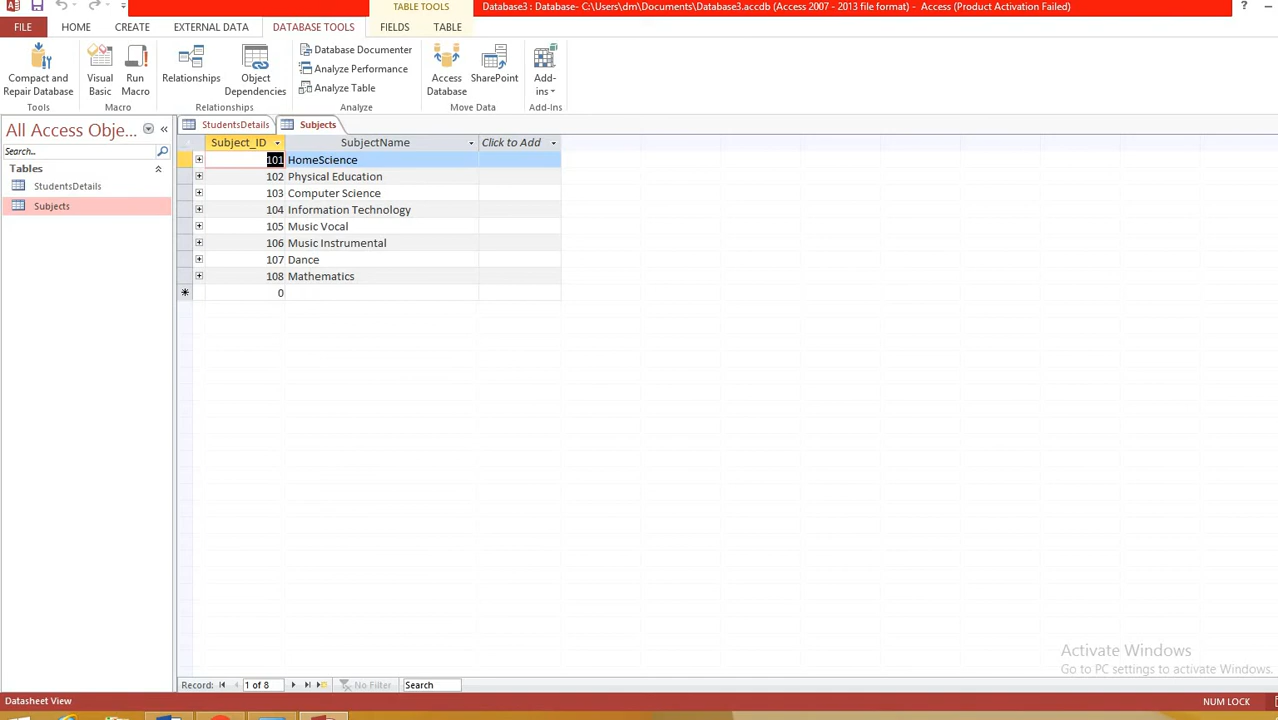 TABLE TOOLS
Database3 : Database- C:\Users\dm\Documents\Database3.accdb (Access 2007 - 2013 file format) - Access (Product Activation Failed)
FILE HOME CREATE EXTERNAL DATA DATABASE TOOLS FIELDS TABLE
Compact and Repair Database
Visual Basic
Run Macro
Relationships
Object Dependencies
Database Documenter
Analyze Performance
Analyze Table
Access Database
SharePoint
Add-ins
Tools Macro Relationships Analyze Move Data Add-Ins
All Access Obje...
Search...
Tables
StudentsDetails
Subjects
StudentsDetails Subjects
Subject_ID SubjectName Click to Add
101 HomeScience
102 Physical Education
103 Computer Science
104 Information Technology
105 Music Vocal
106 Music Instrumental
107 Dance
108 Mathematics
0
Activate Windows
Go to PC settings to activate Windows.
Record: 1 of 8 No Filter Search
Datasheet View NUM LOCK